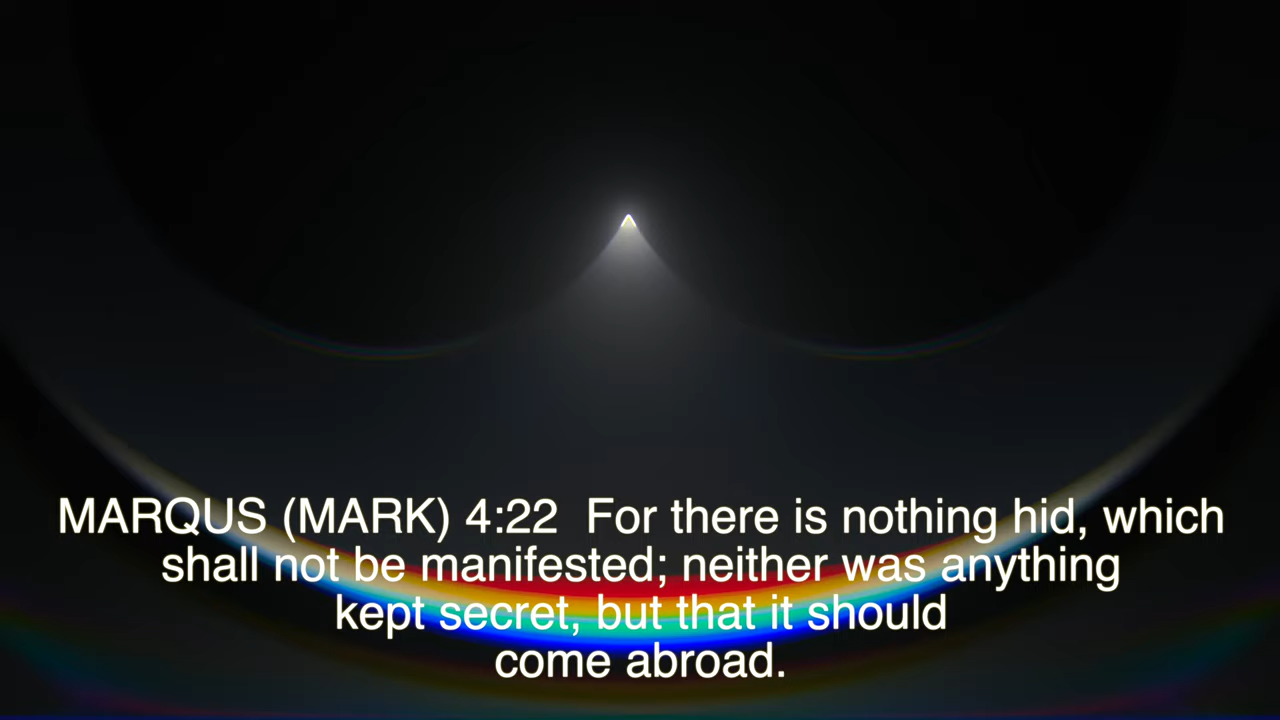 MARQUS (MARK) 4:22  For there is nothing hid, which
shall not be manifested; neither was anything
kept secret, but that it should
come abroad.